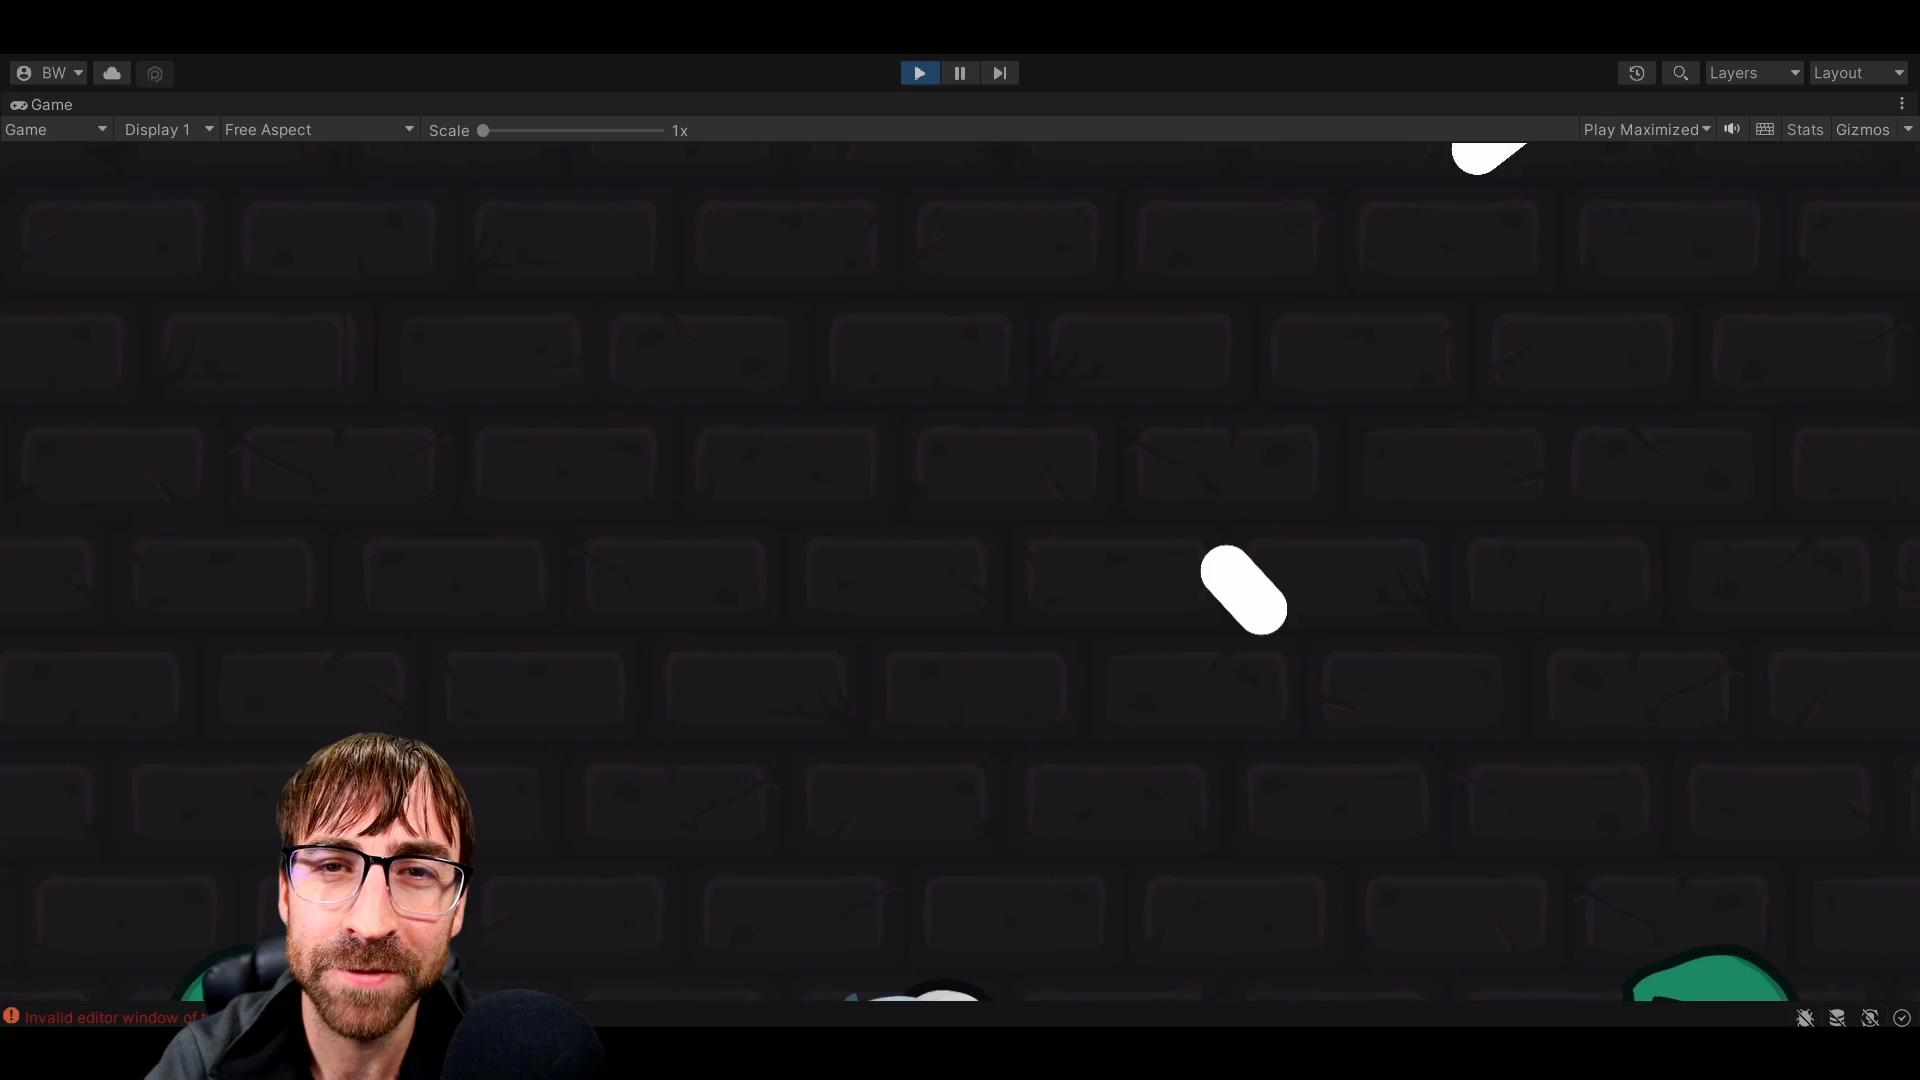 BW Layers Layout
Game
Game Display 1 Free Aspect Scale 1x Play Maximized Stats Gizmos
Invalid editor window of